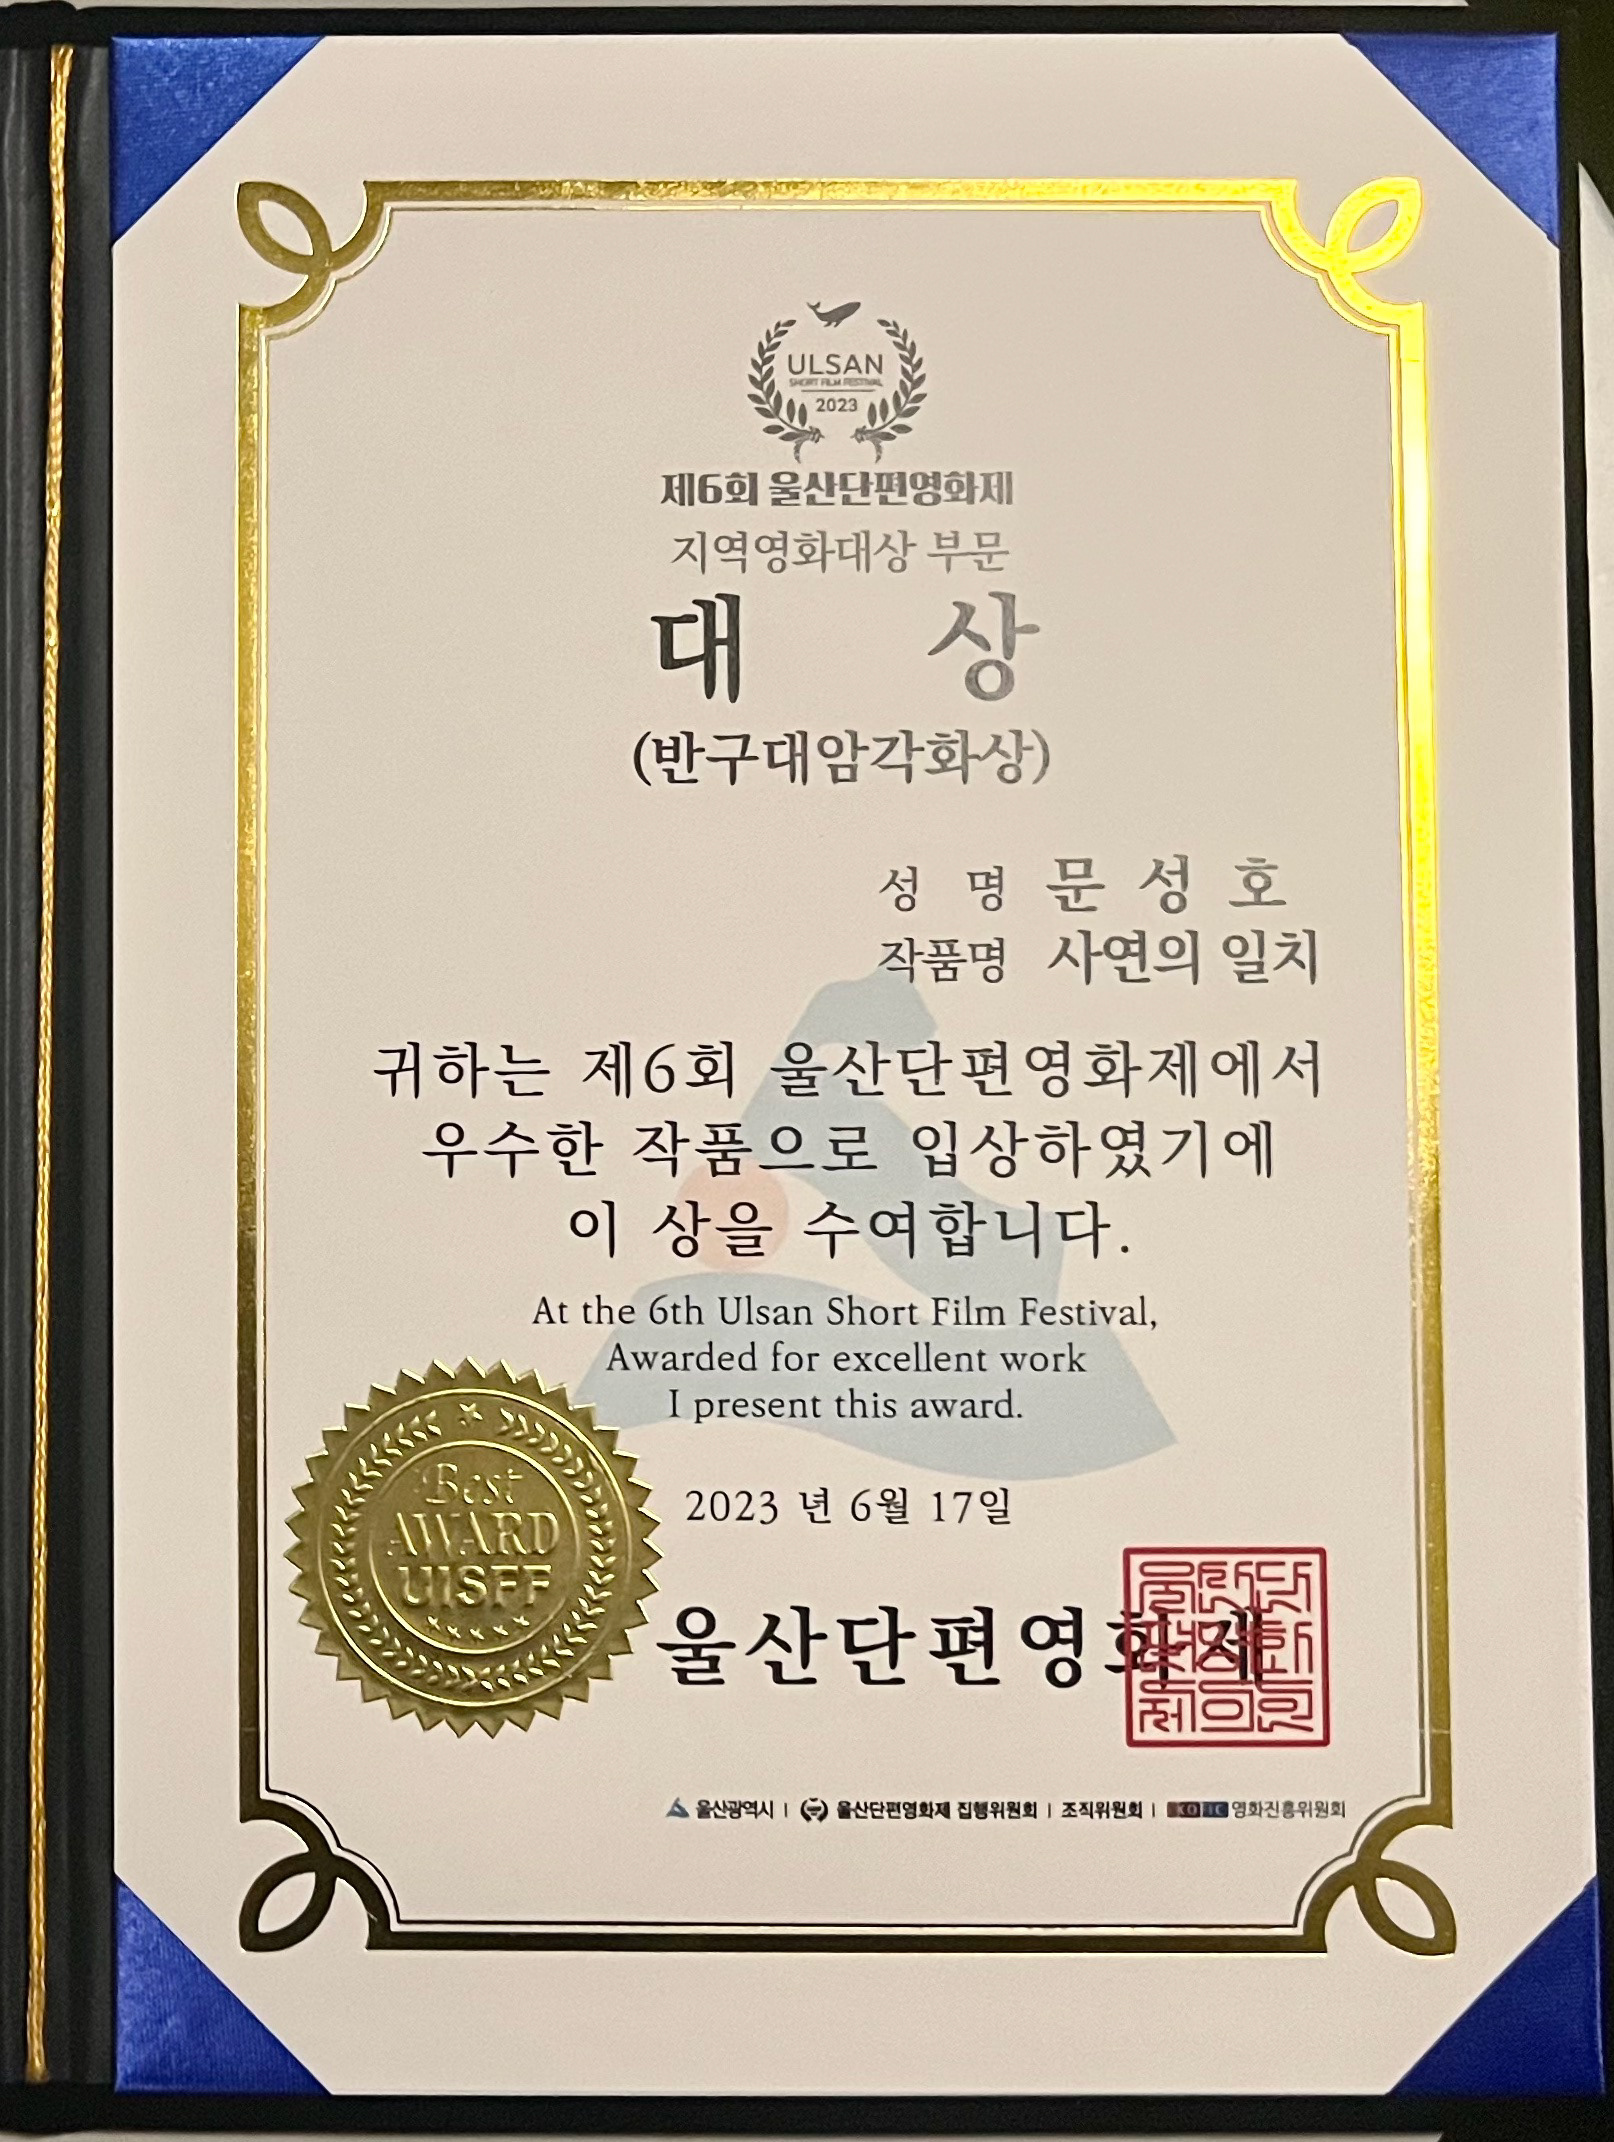 ULSAN
SHORT FILM FESTIVAL
2023
제6회 울산단편영화제
지역영화대상 부문
대 상
(반구대암각화상)
성 명 문 성 호
작품명 사연의 일치
귀하는 제6회 울산단편영화제에서
우수한 작품으로 입상하였기에
이 상을 수여합니다.
At the 6th Ulsan Short Film Festival,
Awarded for excellent work
I present this award.
Best
AWARD
UISFF
2023 년 6월 17일
울산단편영화제
울산광역시 | 울산단편영화제 집행위원회 | 조직위원회 | 영화진흥위원회